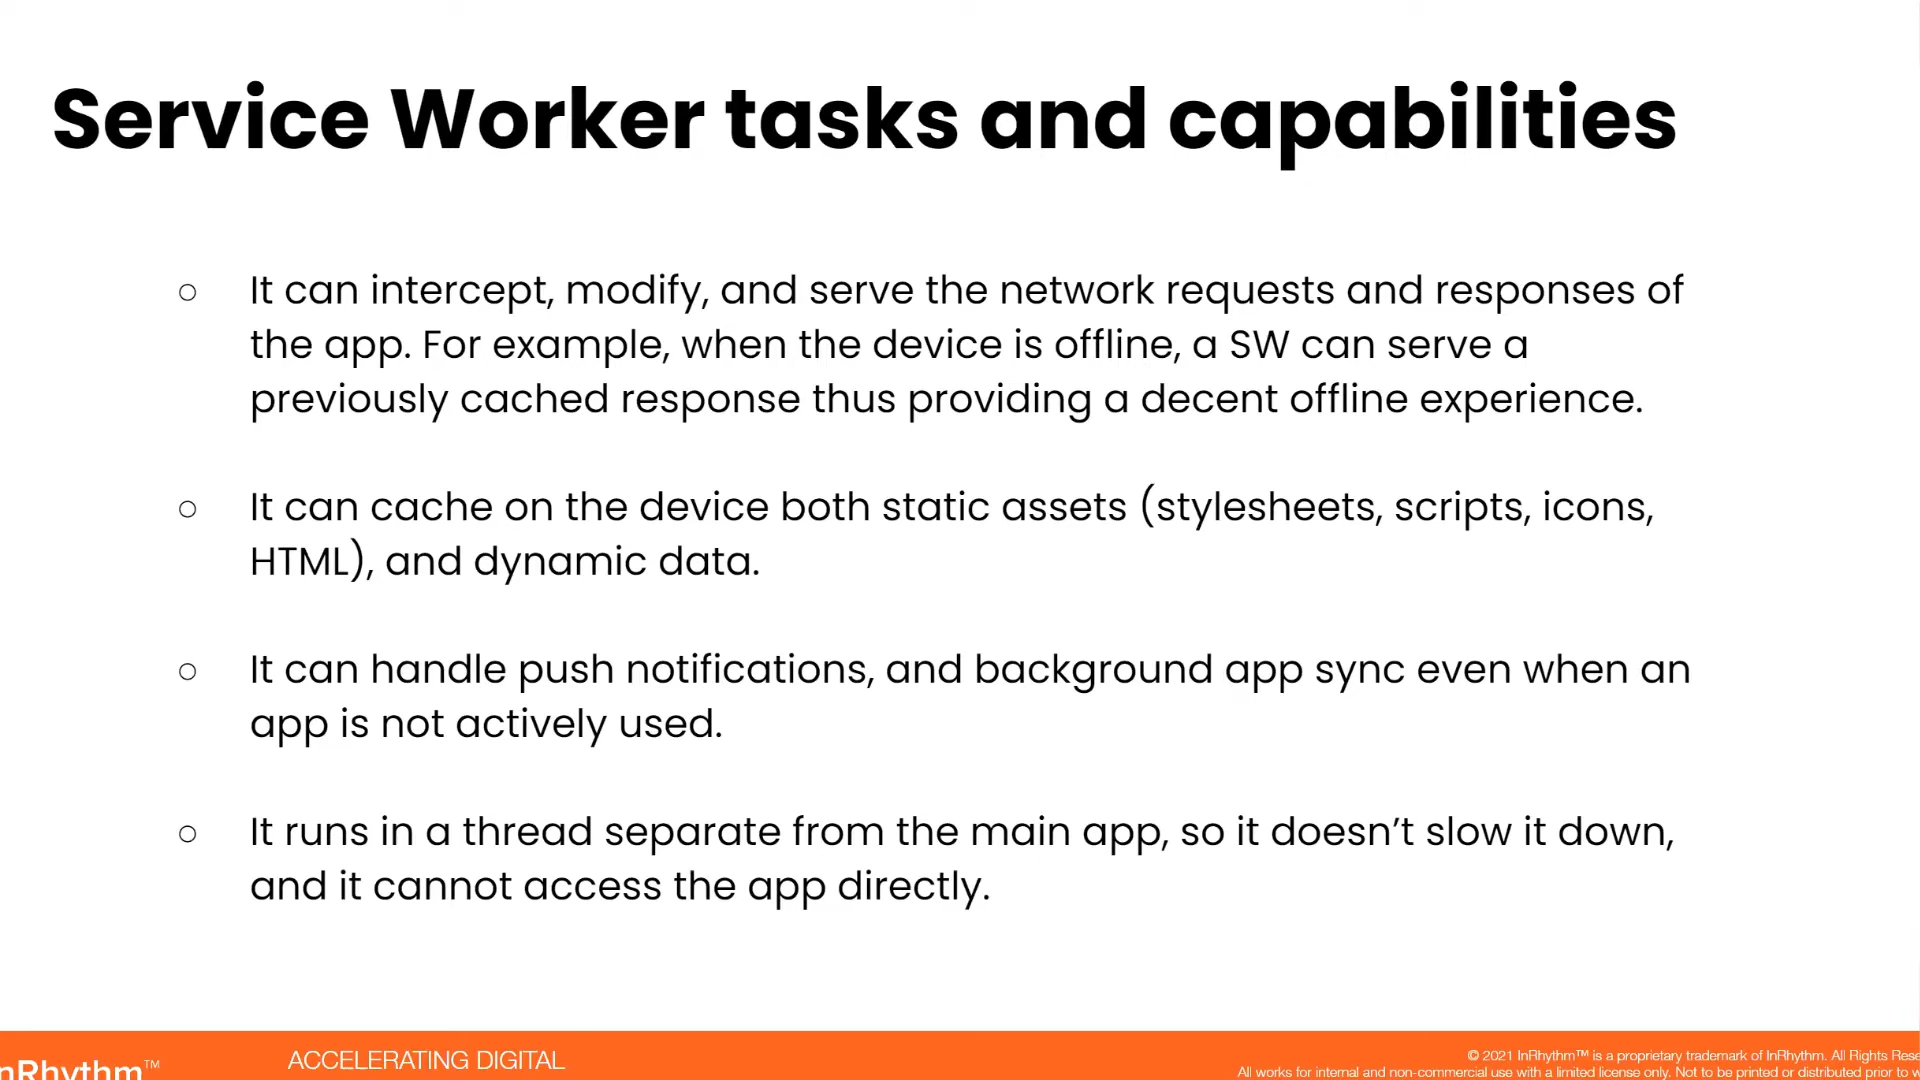 Service Worker tasks and capabilities
○ It can intercept, modify, and serve the network requests and responses of
the app. For example, when the device is offline, a SW can serve a
previously cached response thus providing a decent offline experience.
○ It can cache on the device both static assets (stylesheets, scripts, icons,
HTML), and dynamic data.
○ It can handle push notifications, and background app sync even when an
app is not actively used.
○ It runs in a thread separate from the main app, so it doesn’t slow it down,
and it cannot access the app directly.
nRhythm™
ACCELERATING DIGITAL
© 2021 InRhythm™ is a proprietary trademark of InRhythm. All Rights Rese
All works for internal and non-commercial use with a limited license only. Not to be printed or distributed prior to w